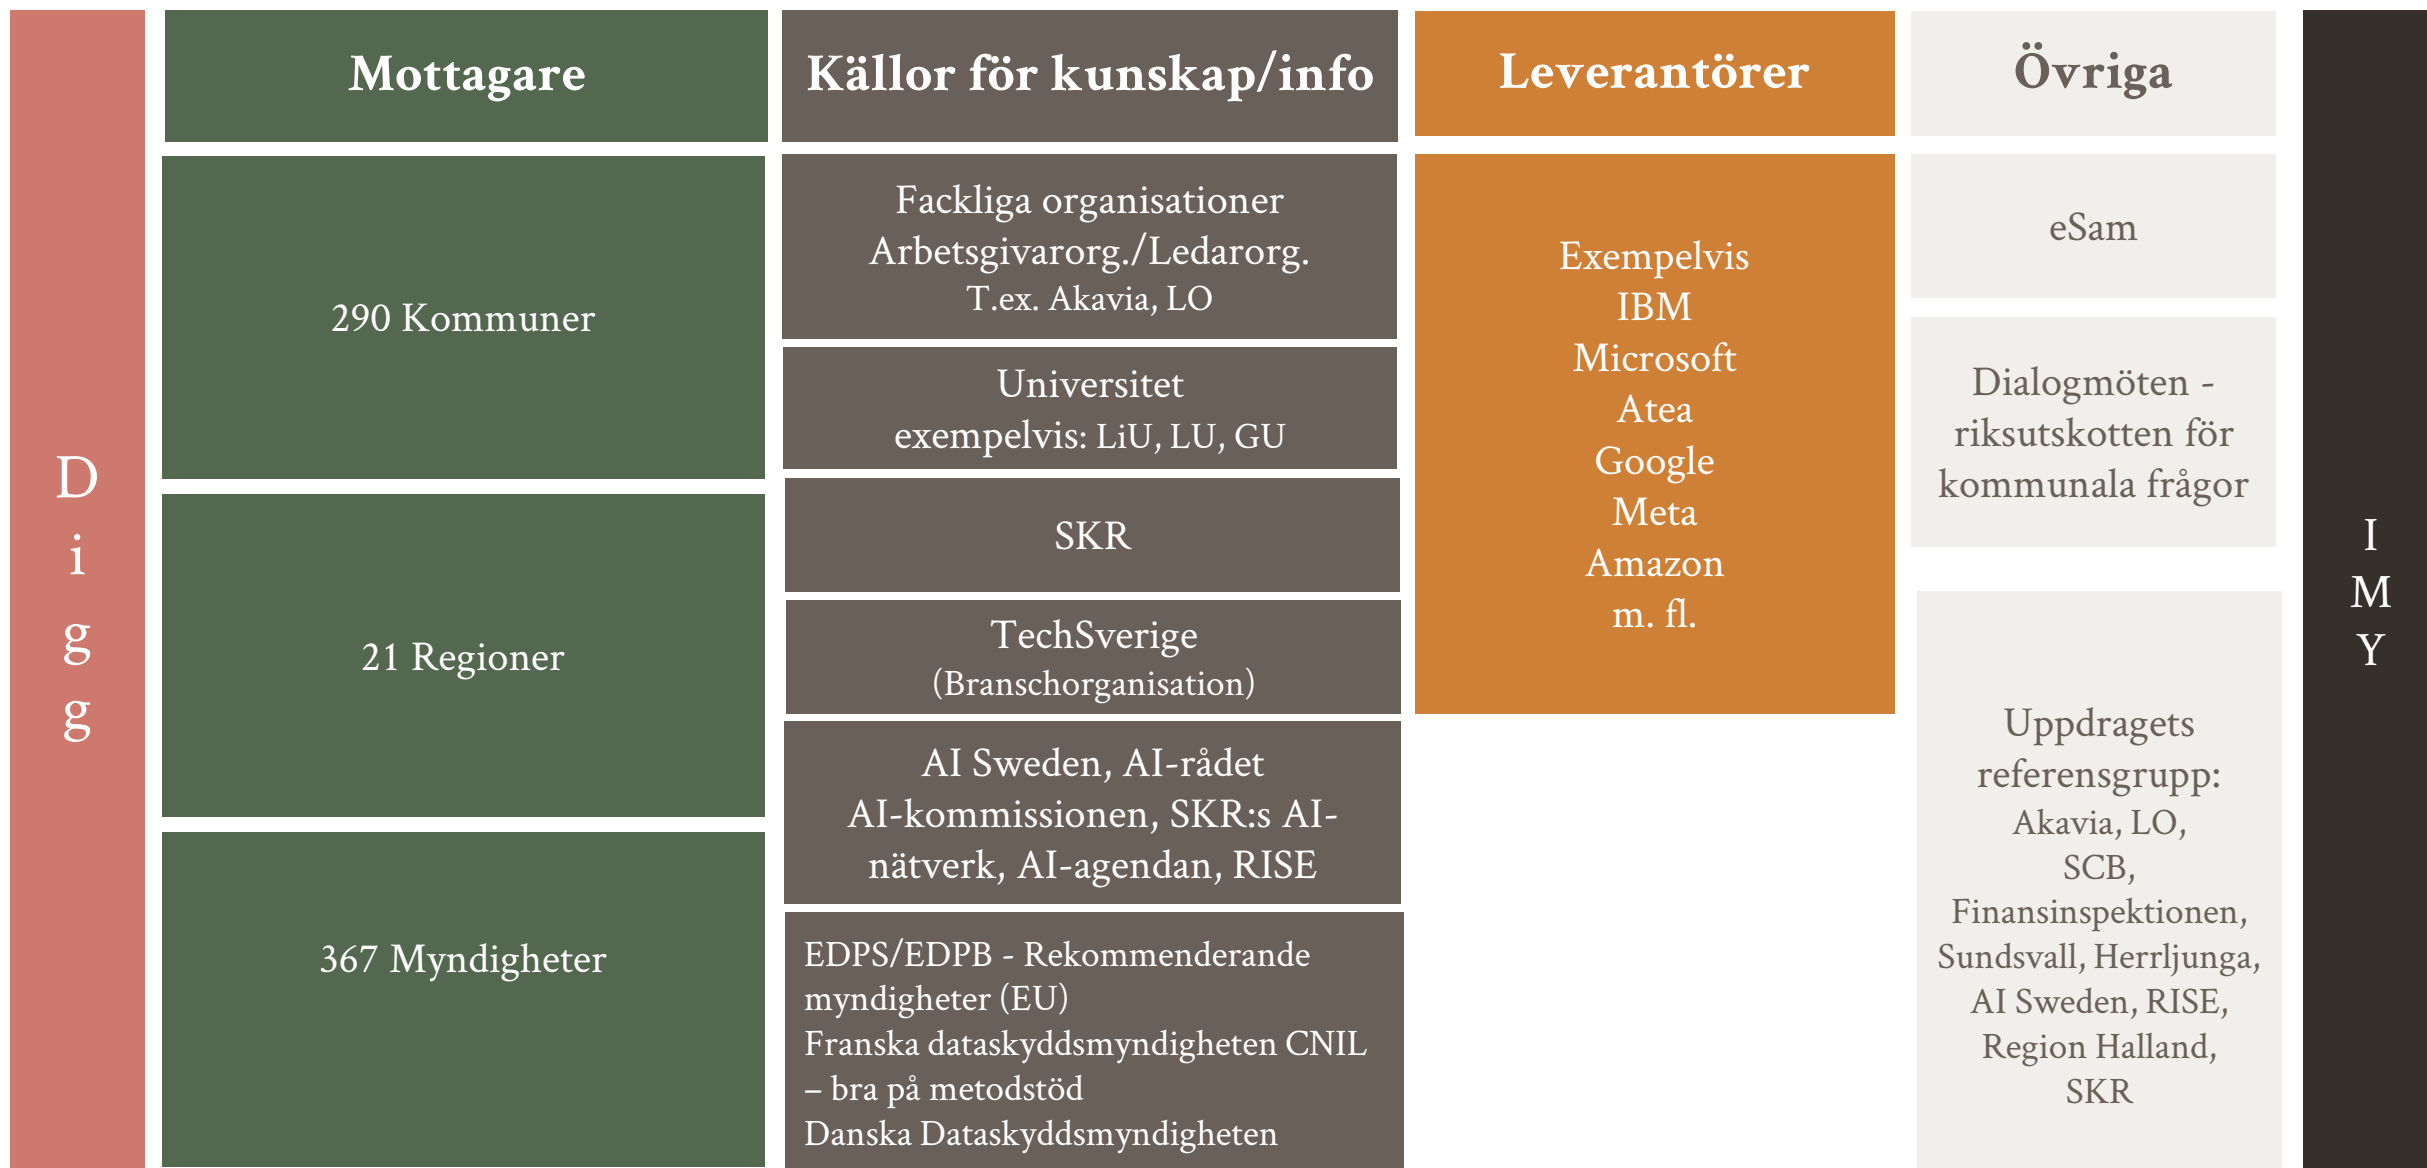 D
i
g
g
Mottagare
290 Kommuner
21 Regioner
367 Myndigheter
Källor för kunskap/info
Fackliga organisationer
Arbetsgivarorg./Ledarorg.
T.ex. Akavia, LO
Universitet
exempelvis: LiU, LU, GU
SKR
TechSverige
(Branschorganisation)
AI Sweden, AI-rådet
AI-kommissionen, SKR:s AI-
nätverk, AI-agendan, RISE
EDPS/EDPB - Rekommenderande
myndigheter (EU)
Franska dataskyddsmyndigheten CNIL
– bra på metodstöd
Danska Dataskyddsmyndigheten
Leverantörer
Exempelvis
IBM
Microsoft
Atea
Google
Meta
Amazon
m. fl.
Övriga
eSam
Dialogmöten -
riksutskotten för
kommunala frågor
Uppdragets
referensgrupp:
Akavia, LO,
SCB,
Finansinspektionen,
Sundsvall, Herrljunga,
AI Sweden, RISE,
Region Halland,
SKR
I
M
Y